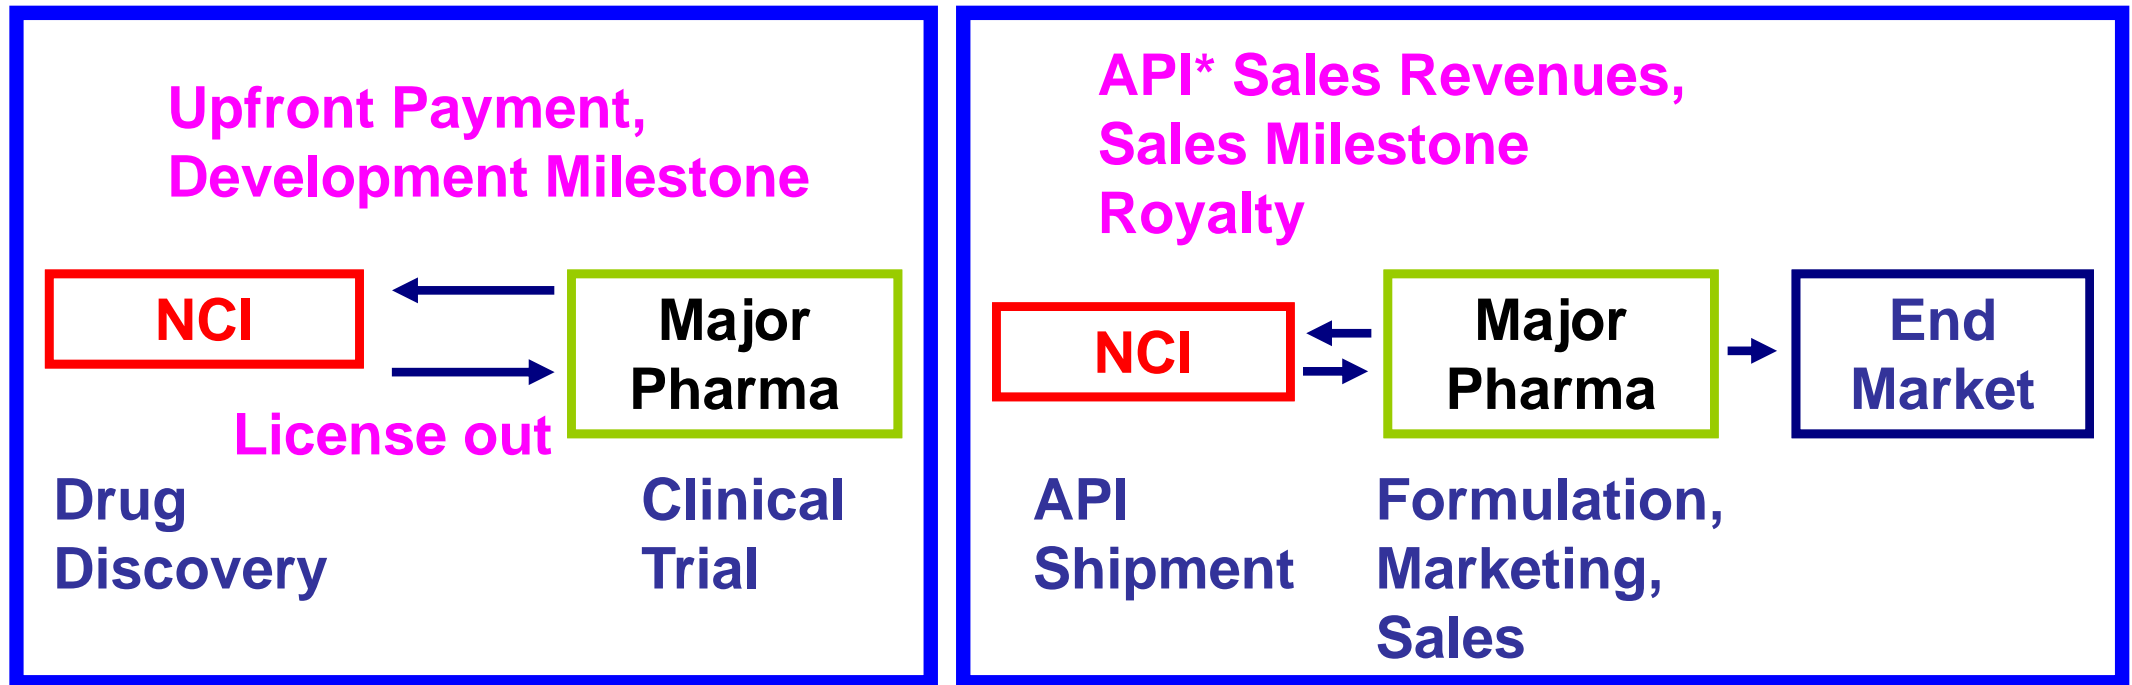 Upfront Payment,
Development Milestone
NCI
Major
Pharma
License out
Drug
Discovery
Clinical
Trial
API* Sales Revenues,
Sales Milestone
Royalty
NCI
Major
Pharma
End
Market
API
Shipment
Formulation,
Marketing,
Sales